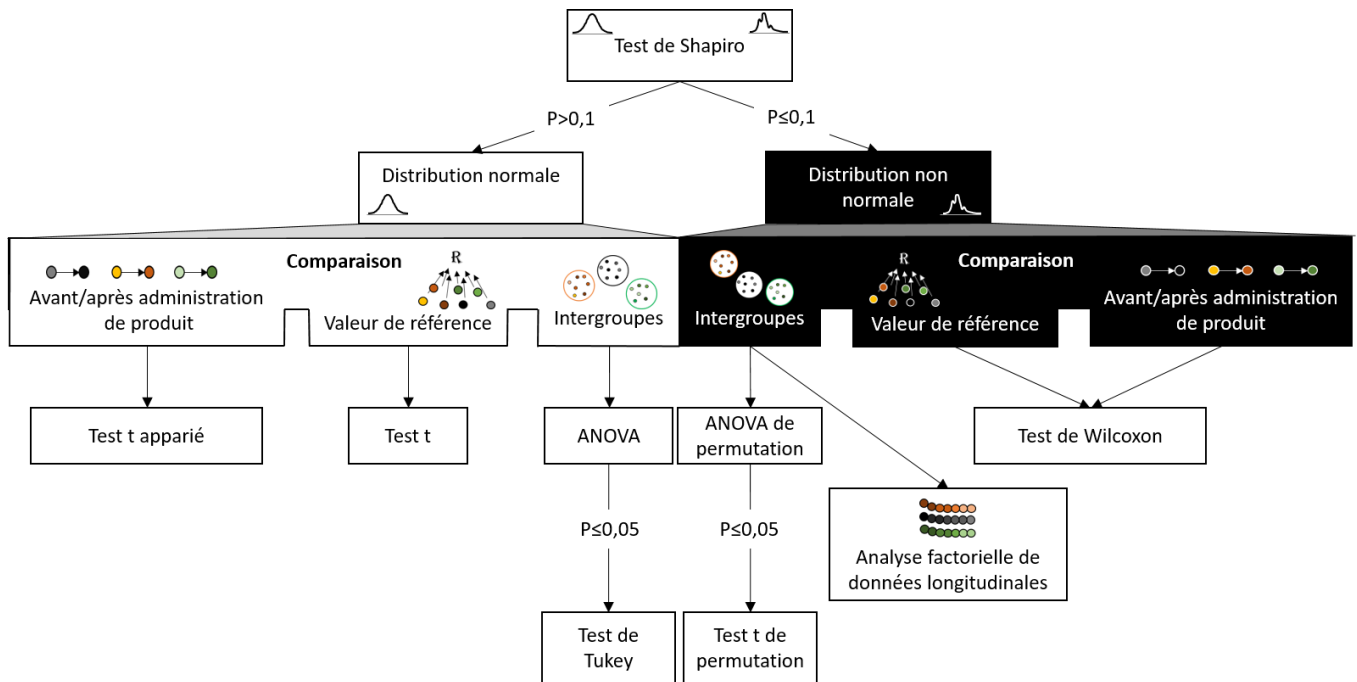 Test de Shapiro
P>0,1
P≤0,1
Distribution normale
Distribution non
normale
Comparaison
R
Avant/après administration
de produit
Valeur de référence
Intergroupes
Intergroupes
R
Comparaison
Valeur de référence
Avant/après administration
de produit
Test t apparié
Test t
ANOVA
ANOVA de
permutation
Test de Wilcoxon
P≤0,05
P≤0,05
Analyse factorielle de
données longitudinales
Test de
Tukey
Test t de
permutation